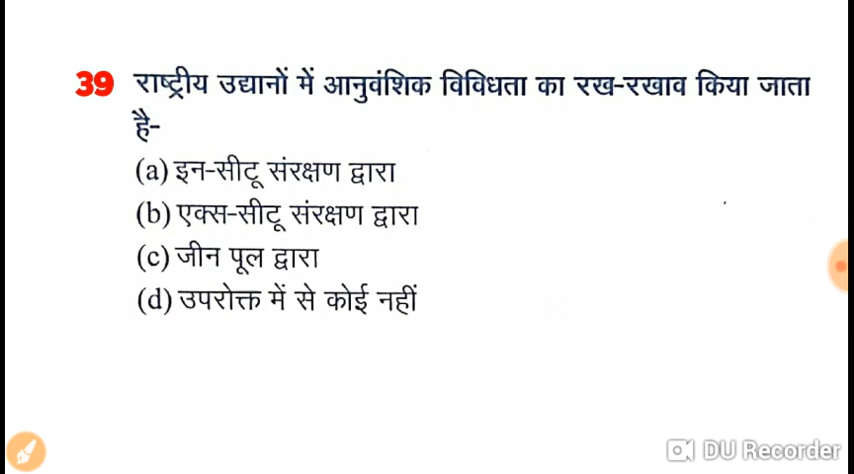 39 राष्ट्रीय उद्यानों में आनुवंशिक विविधता का रख-रखाव किया जाता
है-
(a) इन-सीटू संरक्षण द्वारा
(b) एक्स-सीटू संरक्षण द्वारा
(c) जीन पूल द्वारा
(d) उपरोक्त में से कोई नहीं
DU Recorder